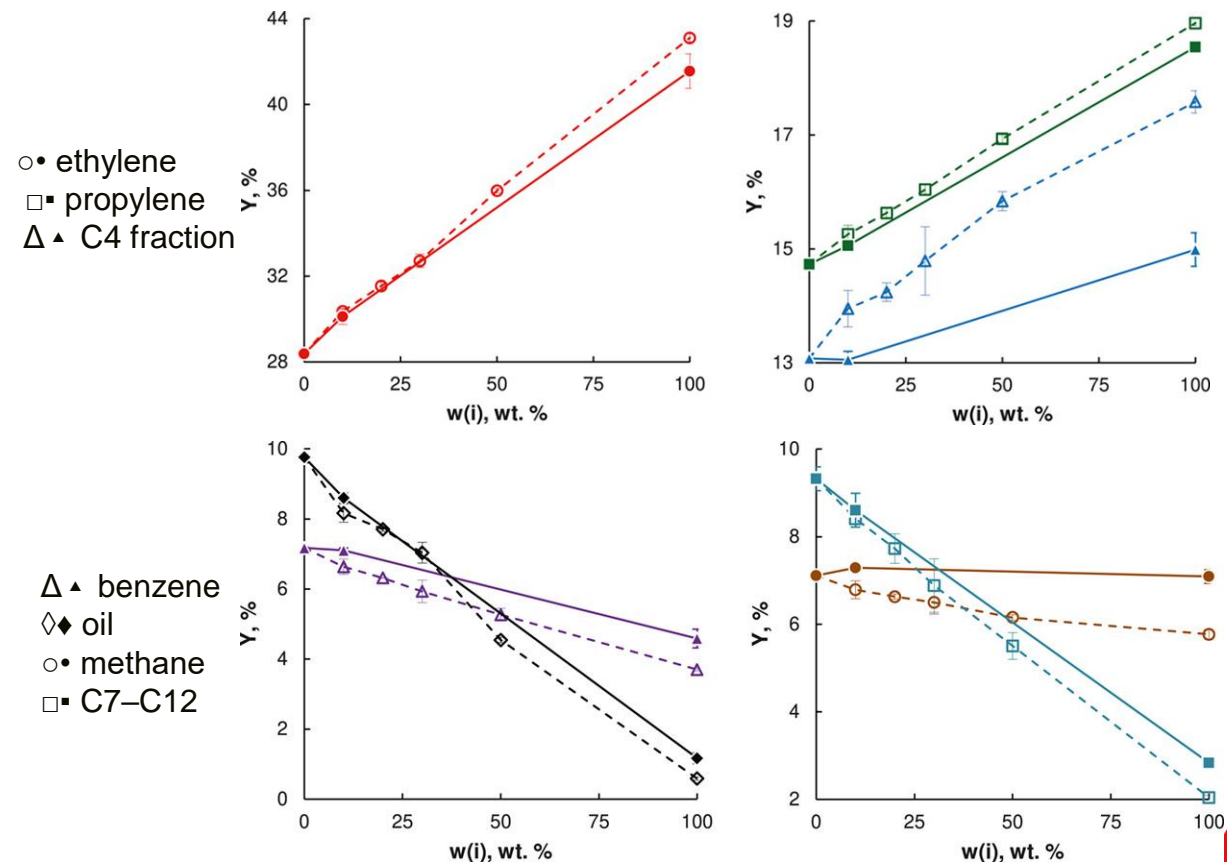 ○• ethylene
□▪ propylene
Δ ▲ C4 fraction
Y, %
44
40
36
32
28
0 25 50 75 100
w(i), wt. %
Y, %
19
17
15
13
0 25 50 75 100
w(i), wt. %
Δ ▲ benzene
◊♦ oil
○• methane
□▪ C7–C12
Y, %
10
8
6
4
2
0
0 25 50 75 100
w(i), wt. %
Y, %
10
8
6
4
2
0 25 50 75 100
w(i), wt. %